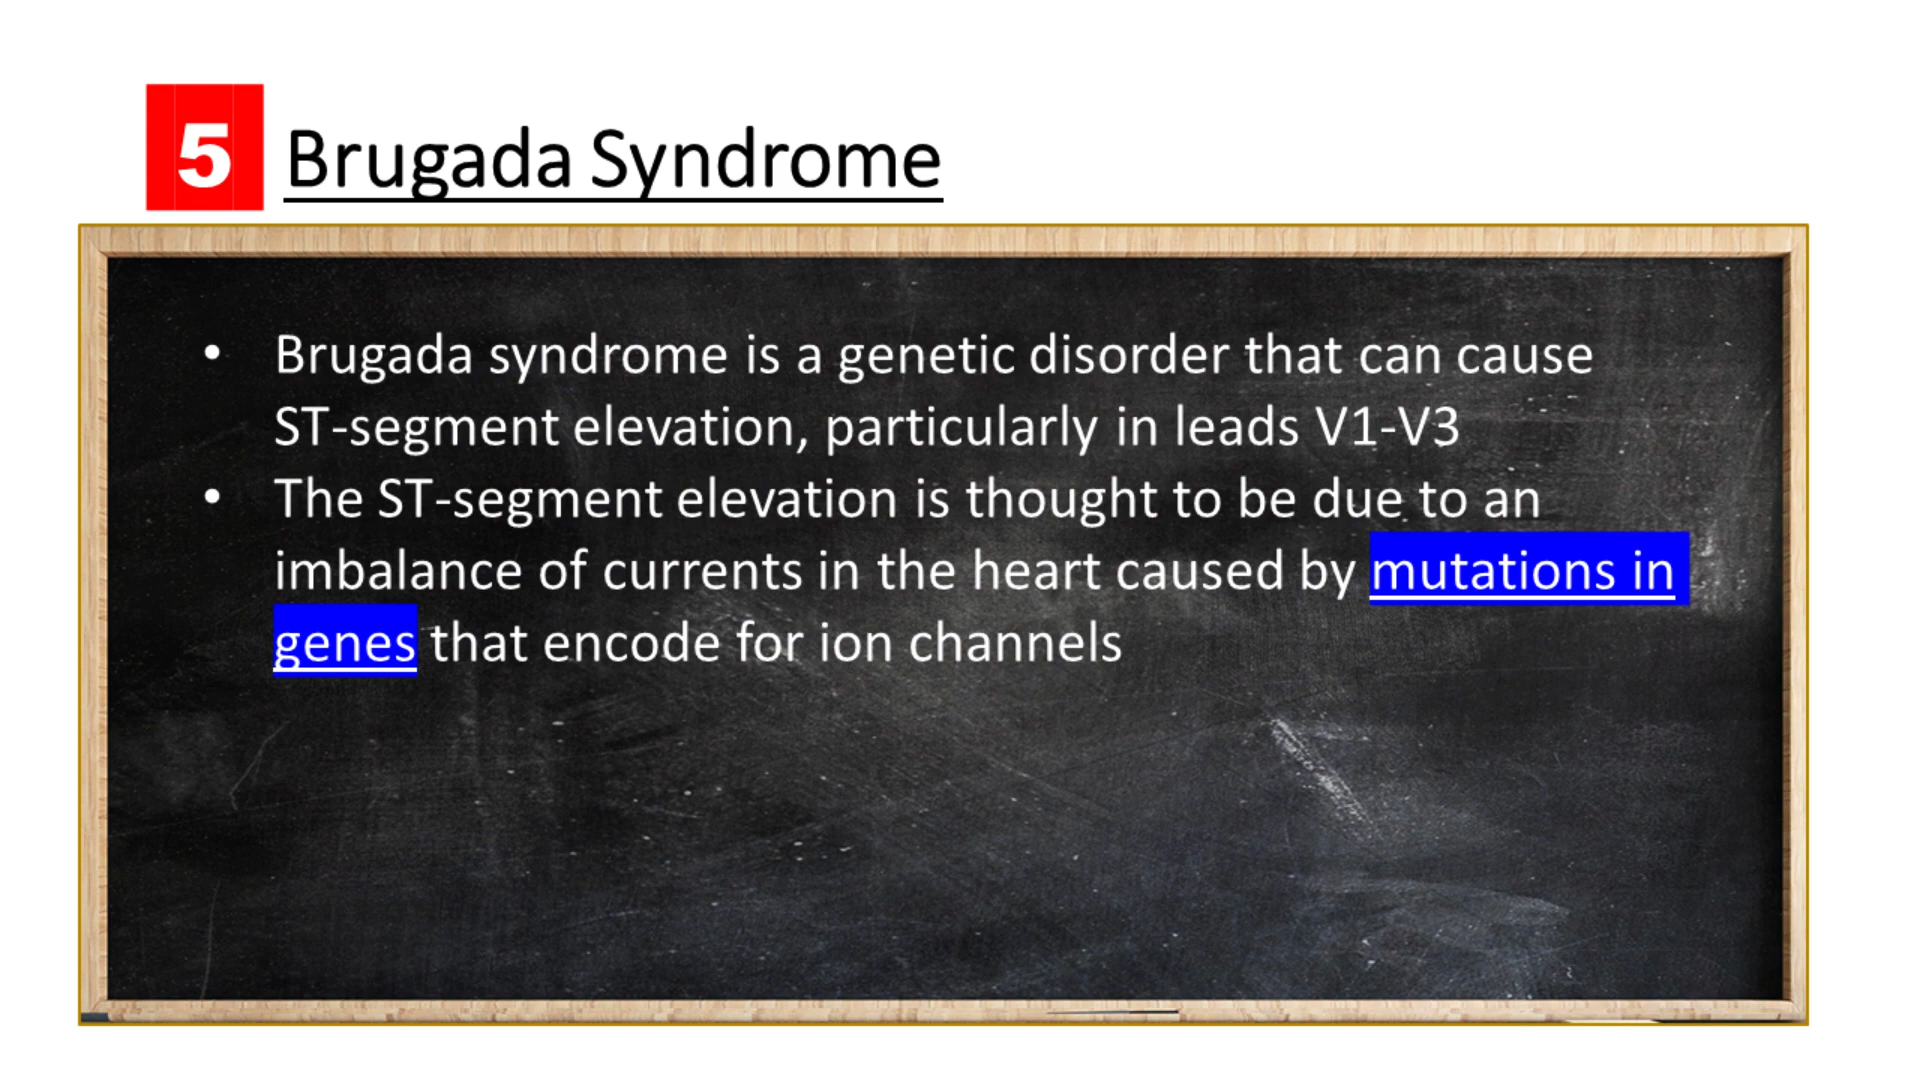 5 Brugada Syndrome
• Brugada syndrome is a genetic disorder that can cause
ST-segment elevation, particularly in leads V1-V3
• The ST-segment elevation is thought to be due to an
imbalance of currents in the heart caused by mutations in
genes that encode for ion channels